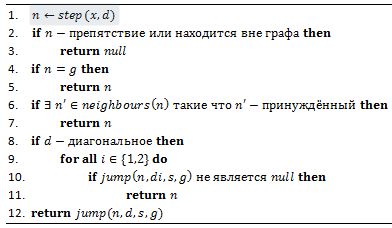 1. n ← step(x, d)
2. if n − препятствие или находится вне графа then
3. return null
4. if n = g then
5. return n
6. if ∃ n′ ∈ neighbours(n) такие что n′ − принуждённый then
7. return n
8. if d − диагональное then
9. for all i ∈ {1,2} do
10. if jump(n, di, s, g) не является null then
11. return n
12. return jump(n, d, s, g)